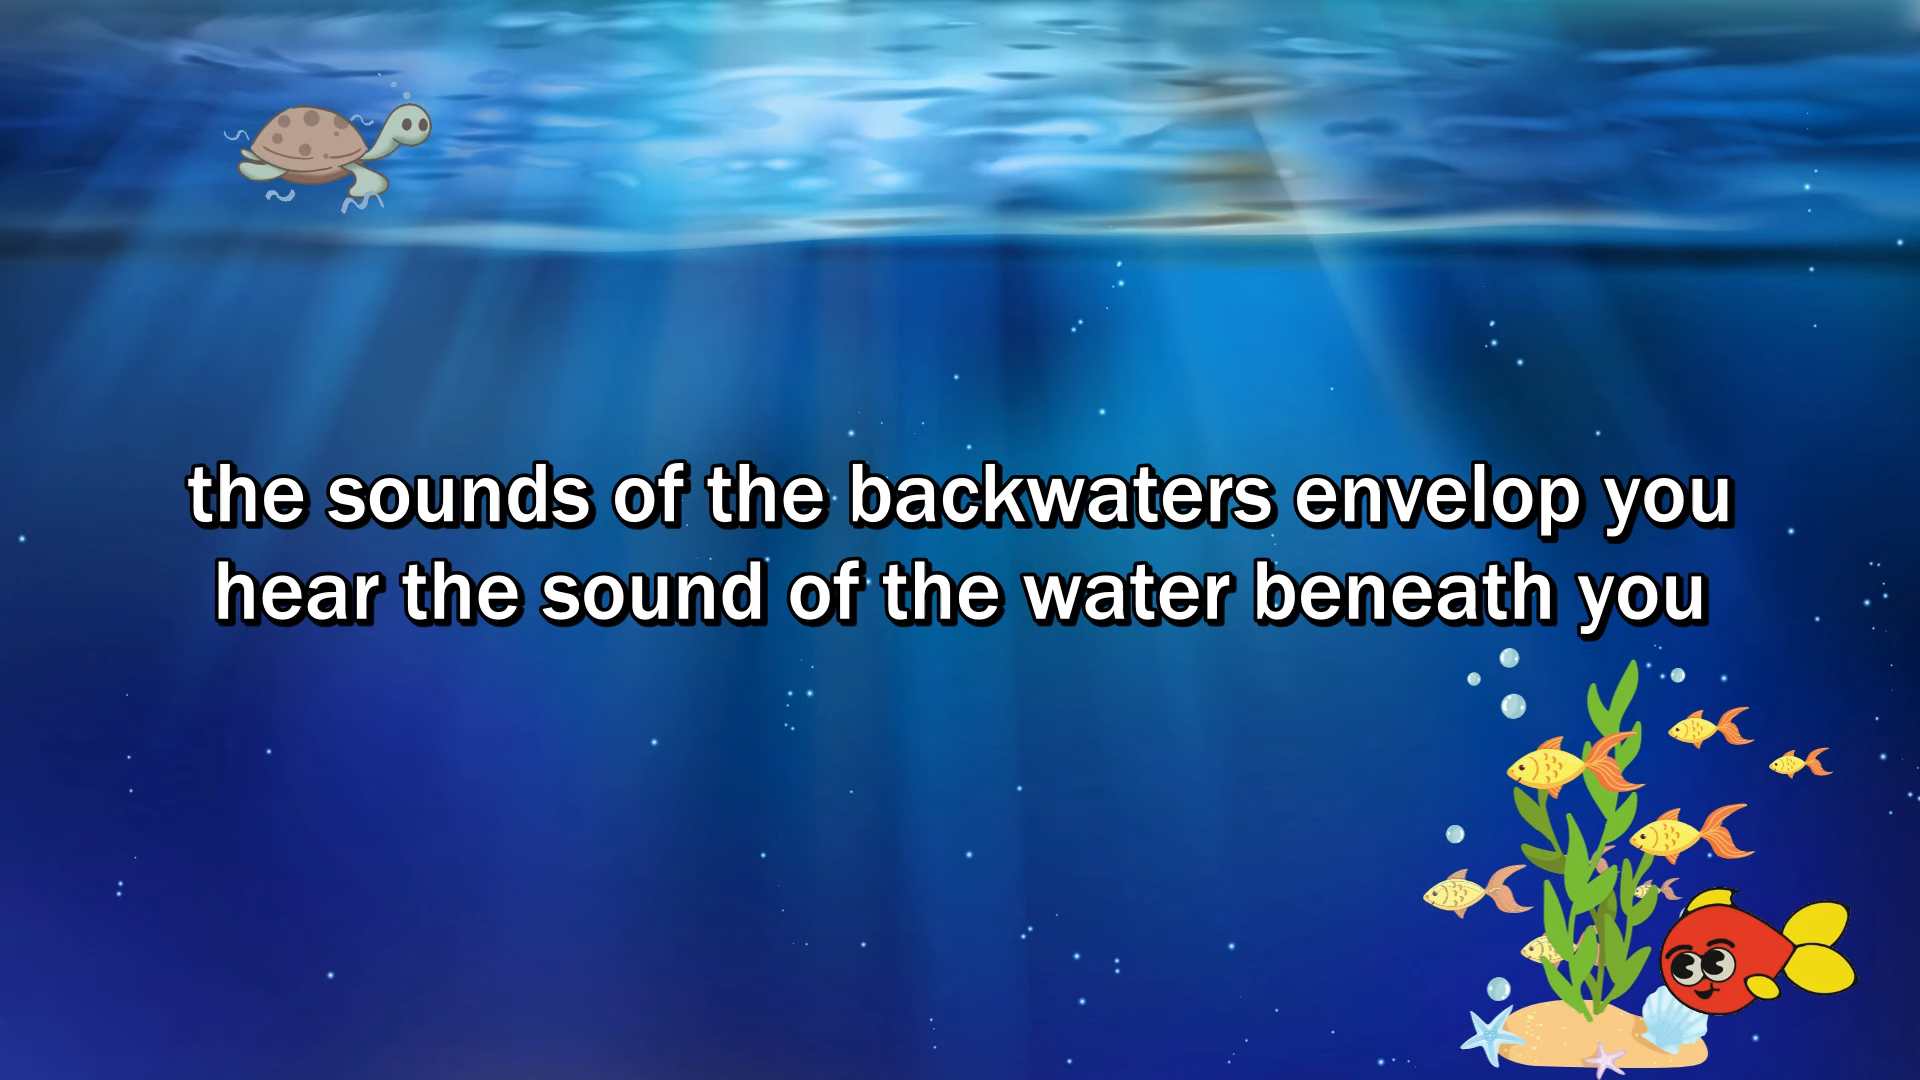 the sounds of the backwaters envelop you
hear the sound of the water beneath you